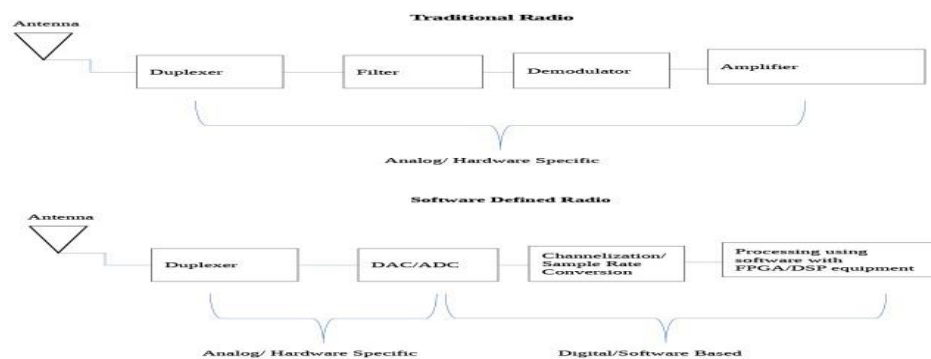 Traditional Radio
Antenna
Duplexer
Filter
Demodulator
Amplifier
Analog/ Hardware Specific
Software Defined Radio
Antenna
Duplexer
DAC/ADC
Channelization/
Sample Rate
Conversion
Processing using
software with
FPGA/DSP equipment
Analog/ Hardware Specific
Digital/Software Based